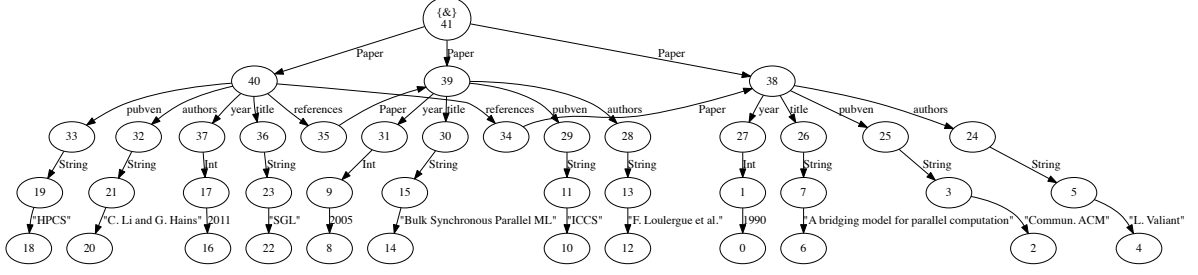 {&}
41
Paper Paper Paper
40 39 38
pubven authors year title references Paper year title references pubven authors Paper year title pubven authors
33 32 37 36 35 31 30 34 29 28 27 26 25 24
String String Int String Int String String String Int String String String
19 21 17 23 9 15 11 13 1 7 3 5
"HPCS" "C. Li and G. Hains" 2011 "SGL" 2005 "Bulk Synchronous Parallel ML" "ICCS" "F. Loulergue et al." 1990 "A bridging model for parallel computation" "Commun. ACM" "L. Valiant"
18 20 16 22 8 14 10 12 0 6 2 4